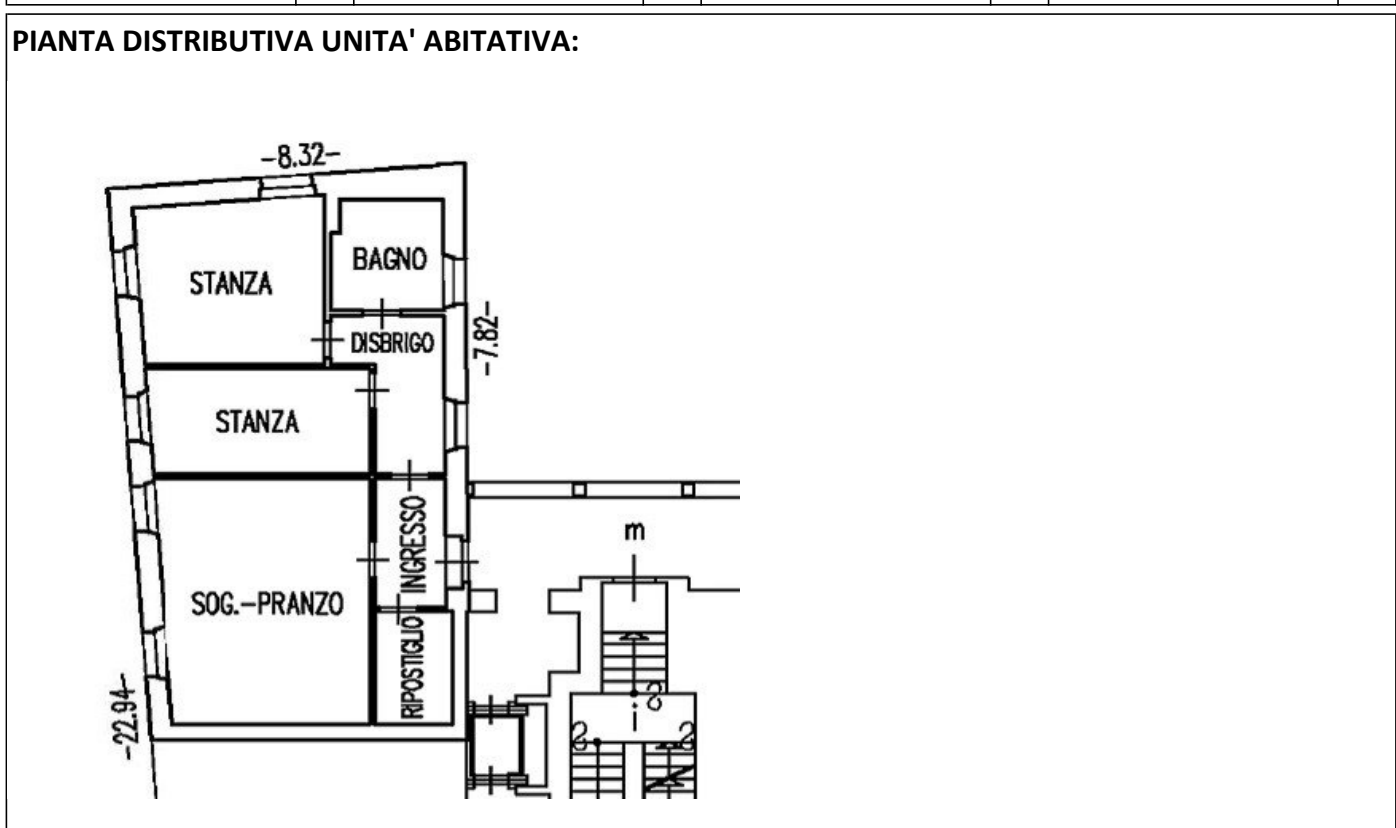 PIANTA DISTRIBUTIVA UNITA' ABITATIVA:
-8.32-
BAGNO
STANZA
-7.82-
DISBRIGO
STANZA
INGRESSO
m
SOG.-PRANZO
RIPOSTIGLIO
-22.94-
i